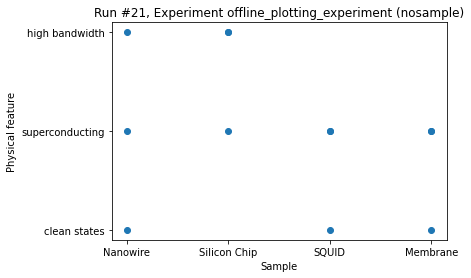 Run #21, Experiment offline_plotting_experiment (nosample)
high bandwidth
superconducting
clean states
Physical feature
Nanowire Silicon Chip SQUID Membrane
Sample